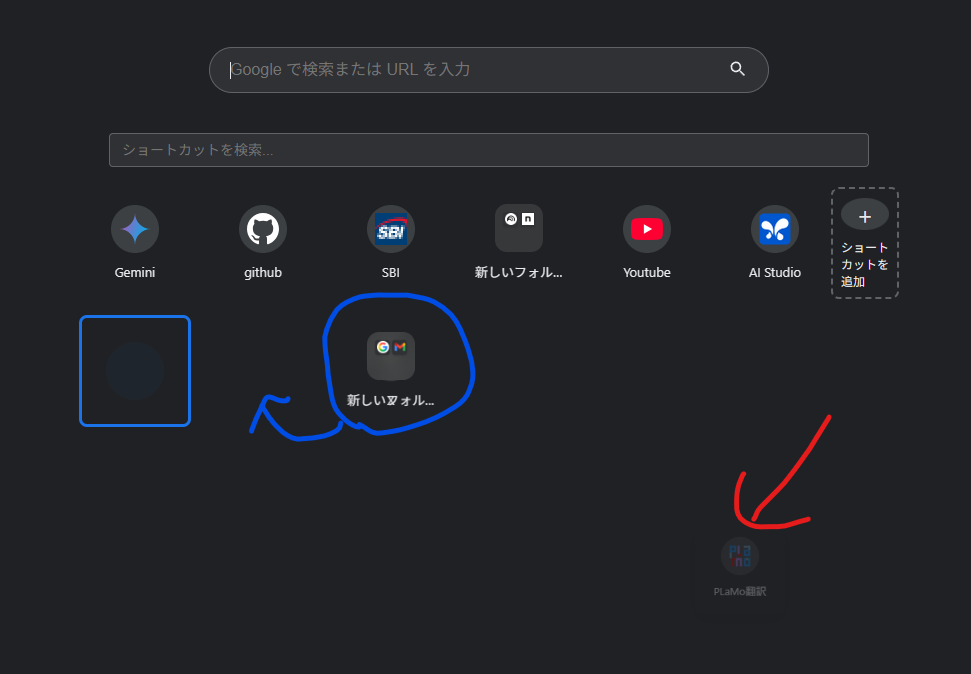 Google で検索または URL を入力
ショートカットを検索...
Gemini
github
SBI
SBI
新しいフォル...
Youtube
AI Studio
ショート
カットを
追加
新しいフォル...
PLaMo
PLaMo翻訳